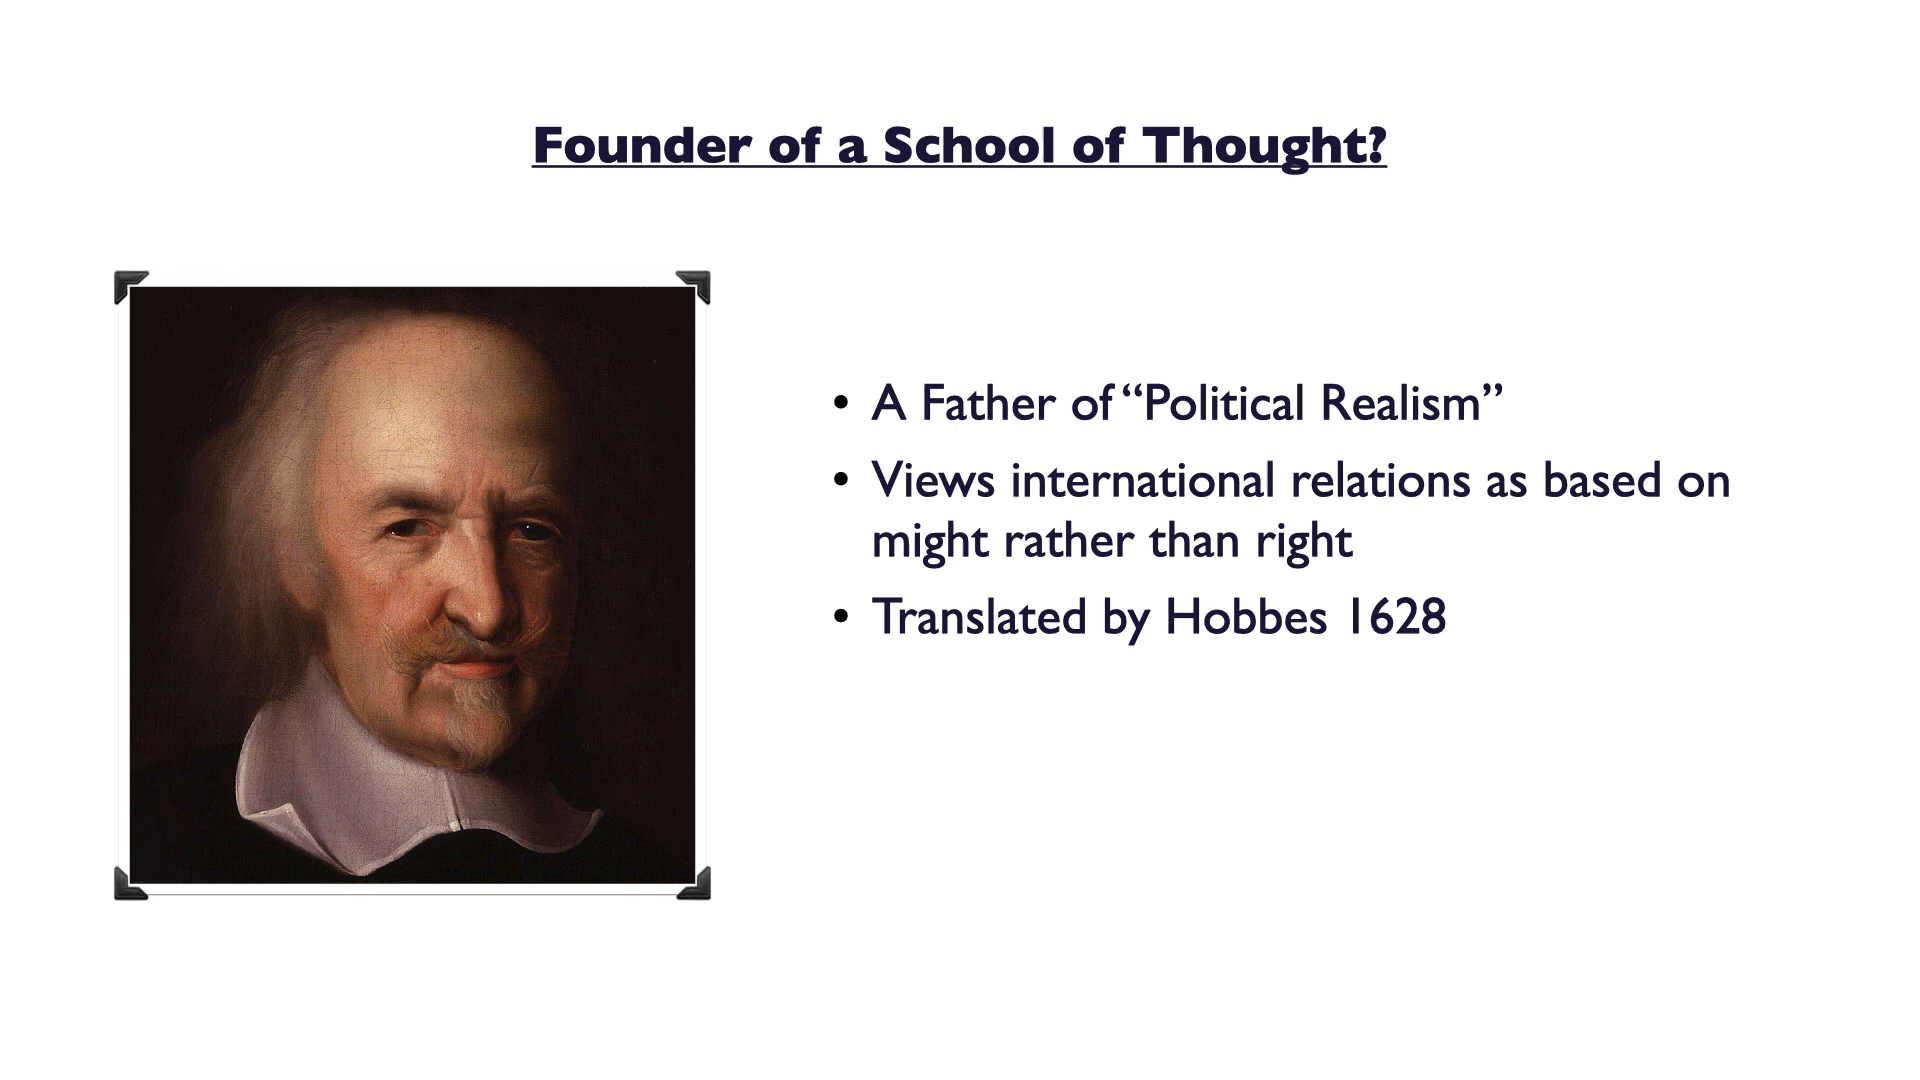 Founder of a School of Thought?
• A Father of “Political Realism”
• Views international relations as based on
might rather than right
• Translated by Hobbes 1628